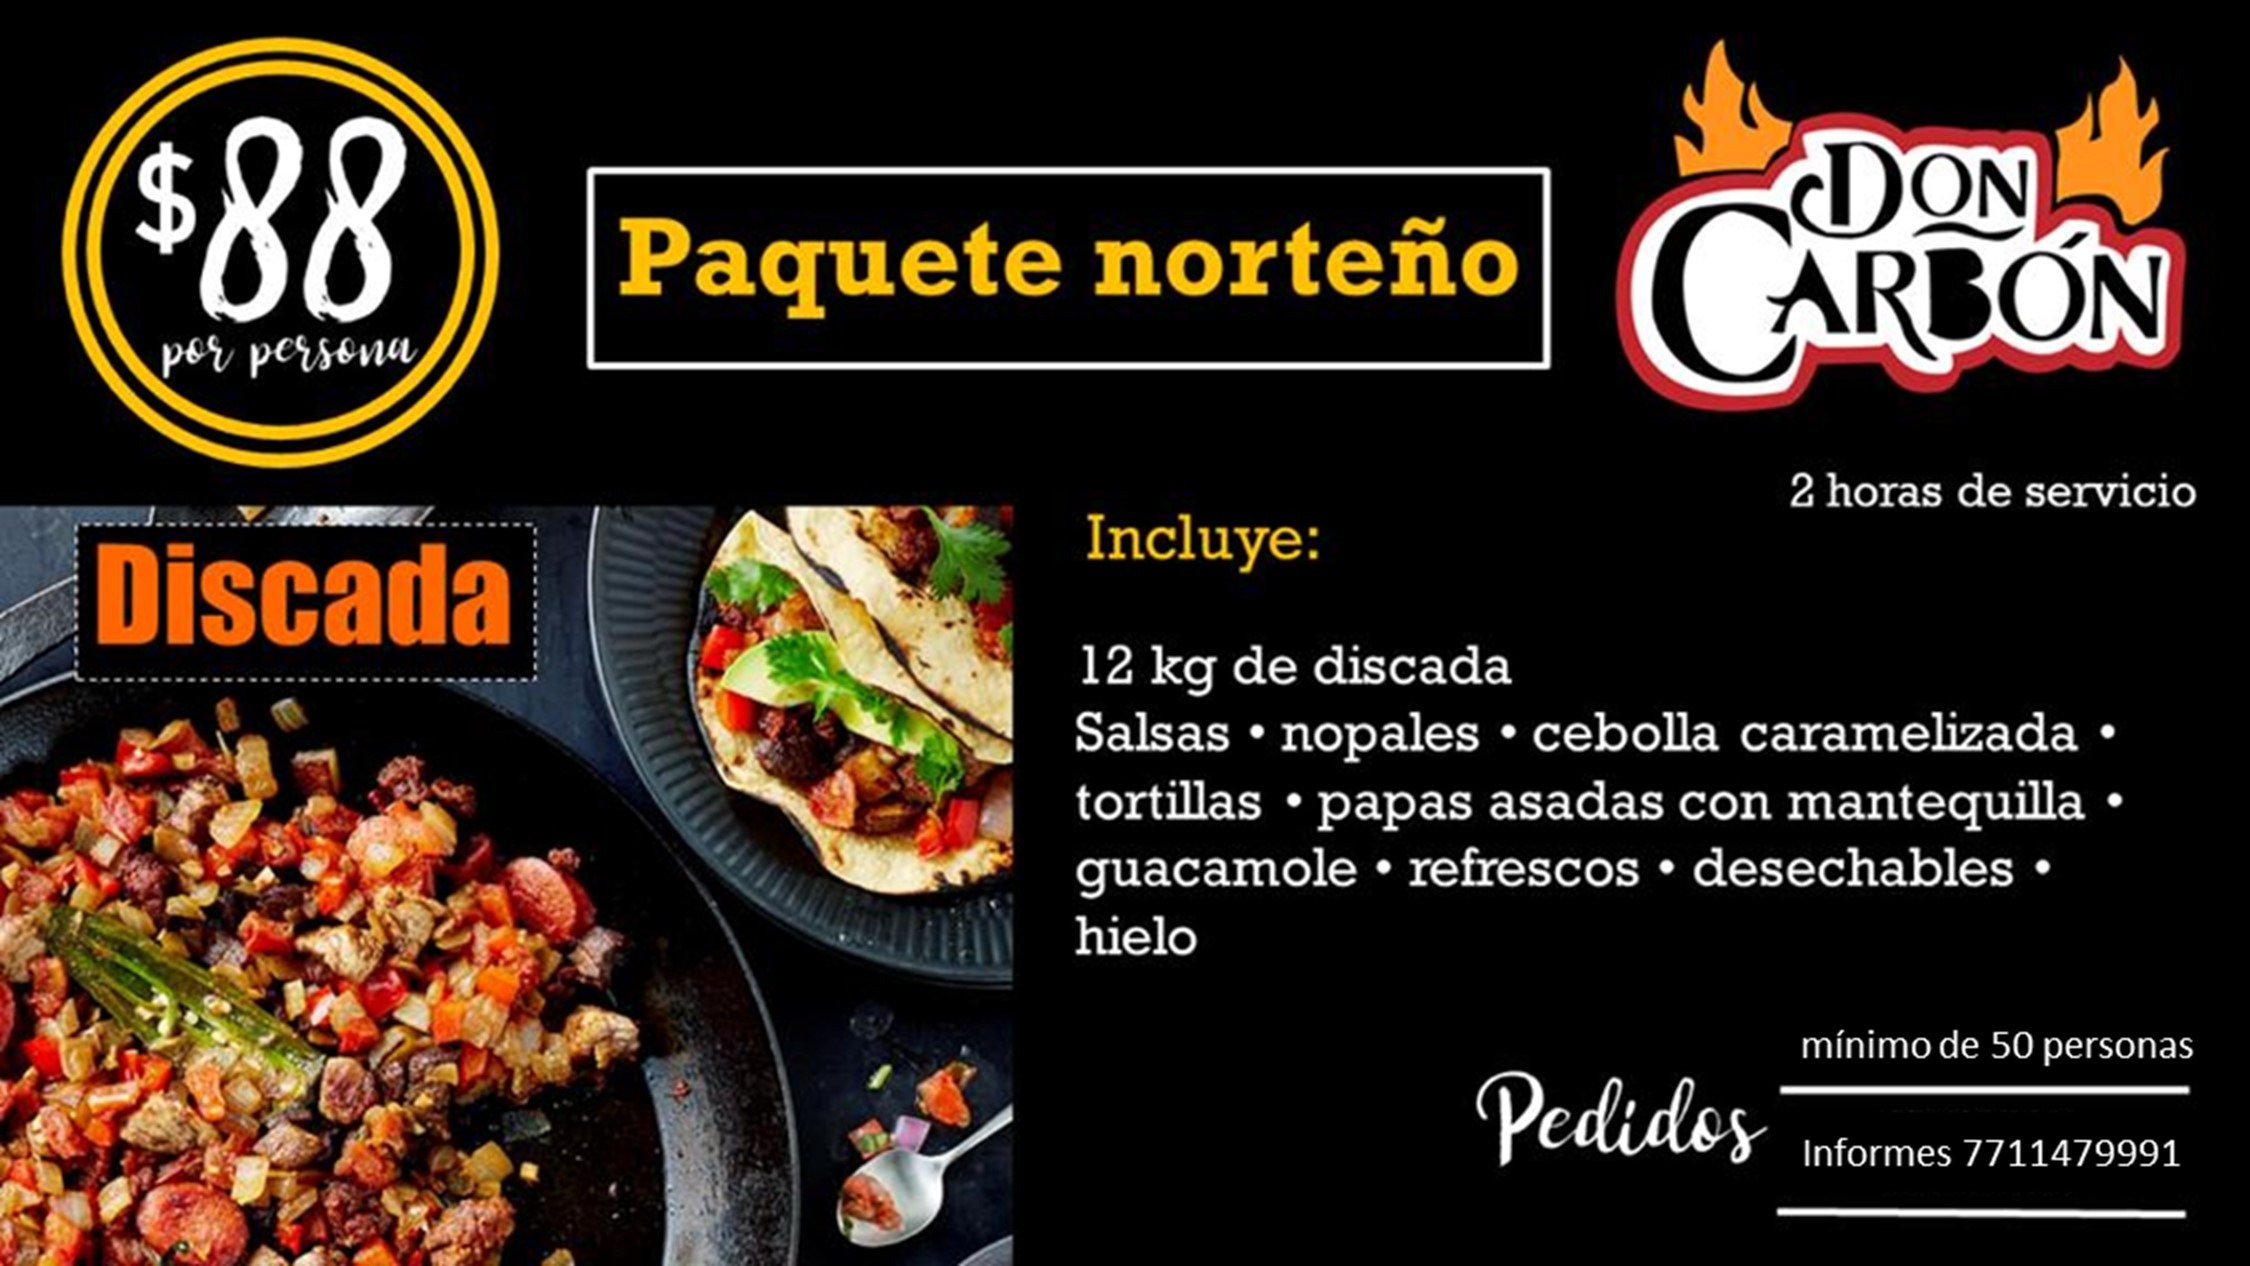 $88
por persona
Paquete norteño
DON
CARBÓN
2 horas de servicio
Discada
Incluye:
12 kg de discada
Salsas • nopales • cebolla caramelizada •
tortillas • papas asadas con mantequilla •
guacamole • refrescos • desechables •
hielo
mínimo de 50 personas
Pedidos
Informes 7711479991